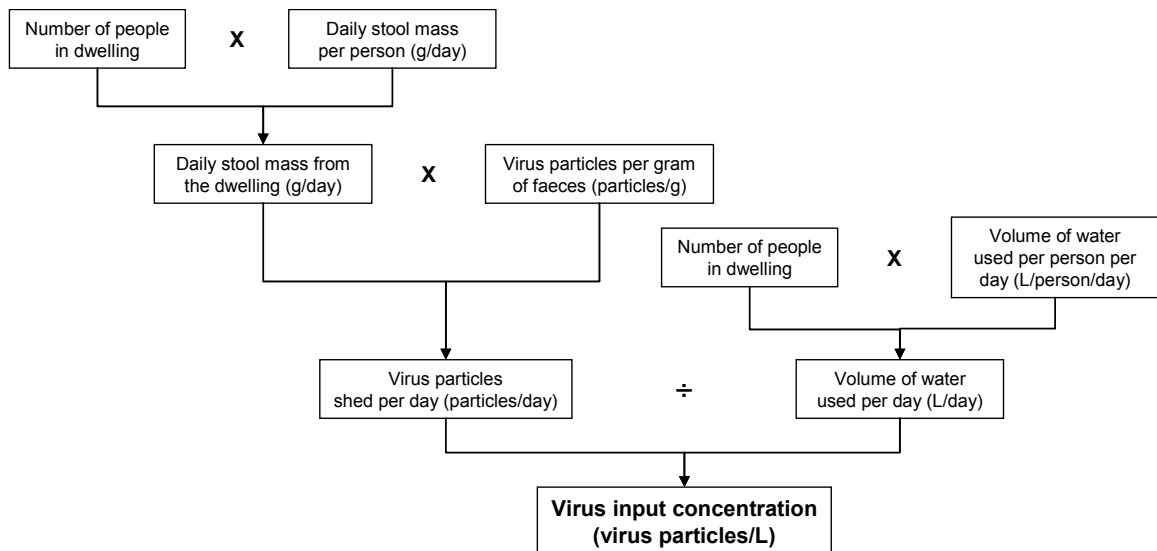 Number of people
in dwelling
X
Daily stool mass
per person (g/day)
Daily stool mass from
the dwelling (g/day)
X
Virus particles per gram
of faeces (particles/g)
Number of people
in dwelling
X
Volume of water
used per person per
day (L/person/day)
Virus particles
shed per day (particles/day)
÷
Volume of water
used per day (L/day)
Virus input concentration
(virus particles/L)